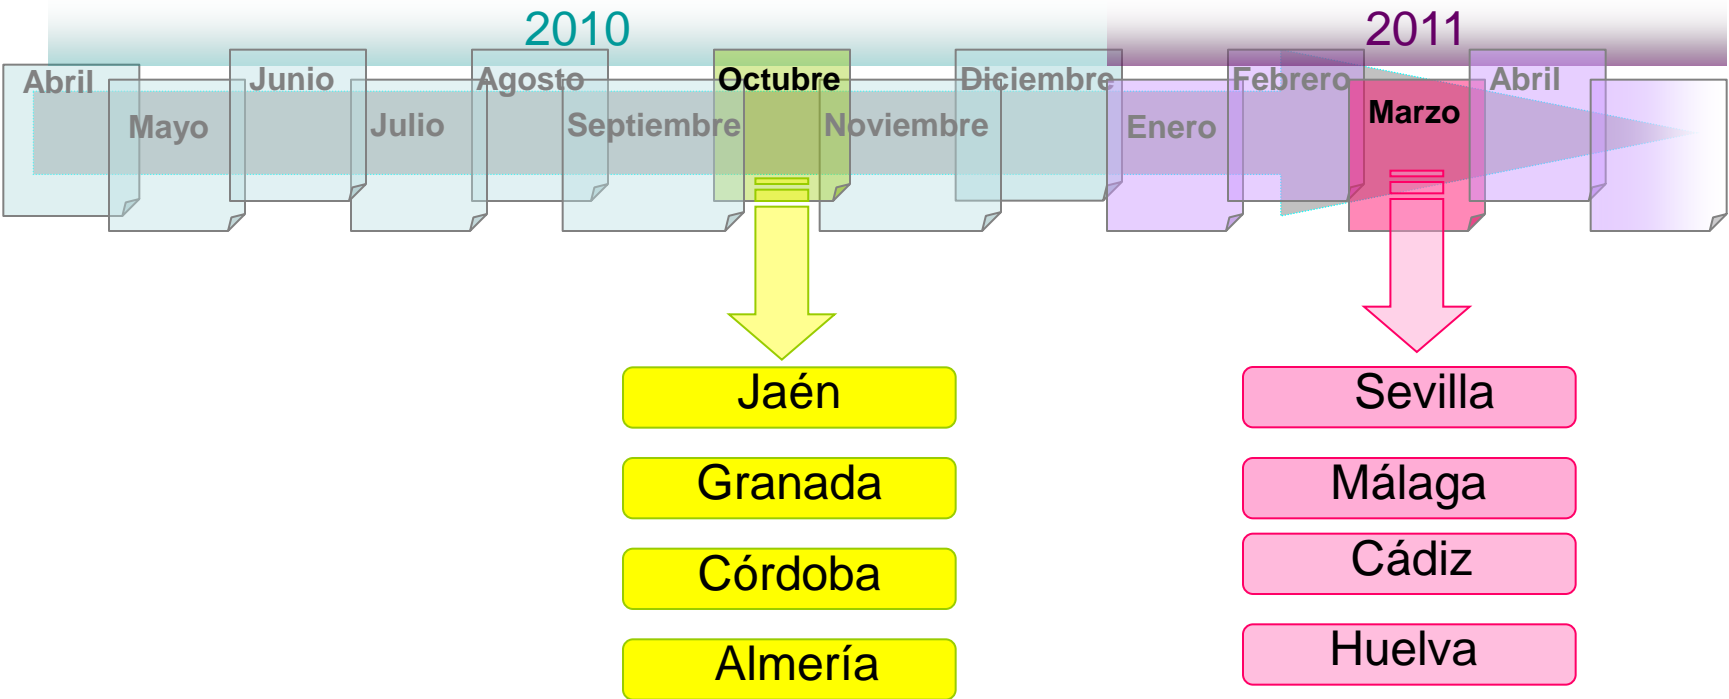 2010
2011
Abril
Mayo
Junio
Julio
Agosto
Septiembre
Octubre
Noviembre
Diciembre
Enero
Febrero
Marzo
Abril
Jaén
Granada
Córdoba
Almería
Sevilla
Málaga
Cádiz
Huelva